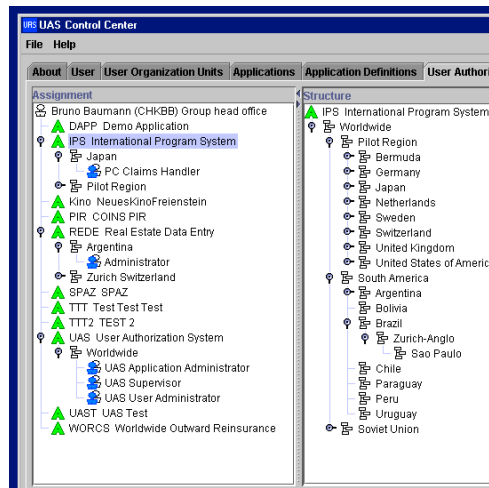 UAS UAS Control Center
File Help
About User User Organization Units Applications Application Definitions User Authori
Assignment
Bruno Baumann (CHKBB) Group head office
DAPP Demo Application
IPS International Program System
Japan
PC Claims Handler
Pilot Region
Kino NeuesKinoFreienstein
PIR COINS PIR
REDE Real Estate Data Entry
Argentina
Administrator
Zurich Switzerland
SPAZ SPAZ
TTT Test Test Test
TTT2 TEST 2
UAS User Authorization System
Worldwide
UAS Application Administrator
UAS Supervisor
UAS User Administrator
UAST UAS Test
WORCS Worldwide Outward Reinsurance
Structure
IPS International Program System
Worldwide
Pilot Region
Bermuda
Germany
Japan
Netherlands
Sweden
Switzerland
United Kingdom
United States of Americ
South America
Argentina
Bolivia
Brazil
Zurich-Anglo
Sao Paulo
Chile
Paraguay
Peru
Uruguay
Soviet Union